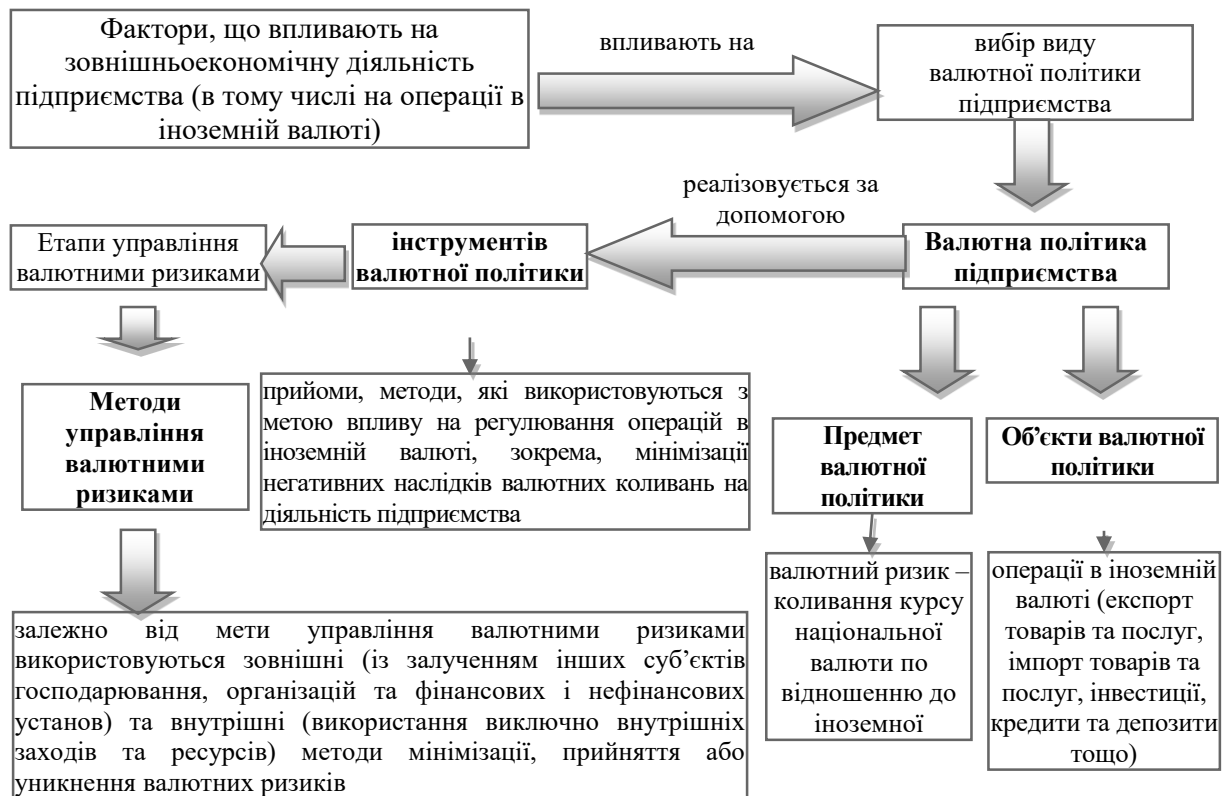 Фактори, що впливають на
зовнішньоекономічну діяльність
підприємства (в тому числі на операції в
іноземній валюті)
впливають на
вибір виду
валютної політики
підприємства
реалізовується за
допомогою
Етапи управління
валютними ризиками
інструментів
валютної політики
Валютна політика
підприємства
Методи
управління
валютними
ризиками
прийоми, методи, які використовуються з
метою впливу на регулювання операцій в
іноземній валюті, зокрема, мінімізації
негативних наслідків валютних коливань на
діяльність підприємства
Предмет
валютної
політики
Об’єкти валютної
політики
валютний ризик –
коливання курсу
національної
валюти по
відношенню до
іноземної
операції в іноземній
валюті (експорт
товарів та послуг,
імпорт товарів та
послуг, інвестиції,
кредити та депозити
тощо)
залежно від мети управління валютними ризиками
використовуються зовнішні (із залученням інших суб’єктів
господарювання, організацій та фінансових і нефінансових
установ) та внутрішні (використання виключно внутрішніх
заходів та ресурсів) методи мінімізації, прийняття або
уникнення валютних ризиків